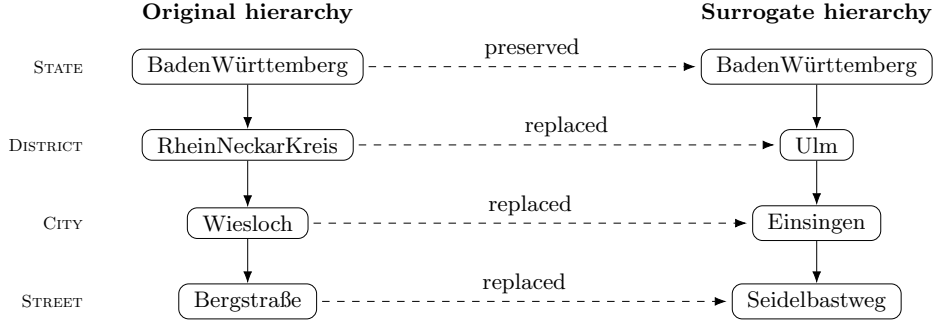 Original hierarchy Surrogate hierarchy
STATE BadenWürttemberg preserved BadenWürttemberg
DISTRICT RheinNeckarKreis replaced Ulm
CITY Wiesloch replaced Einsingen
STREET Bergstraße replaced Seidelbastweg